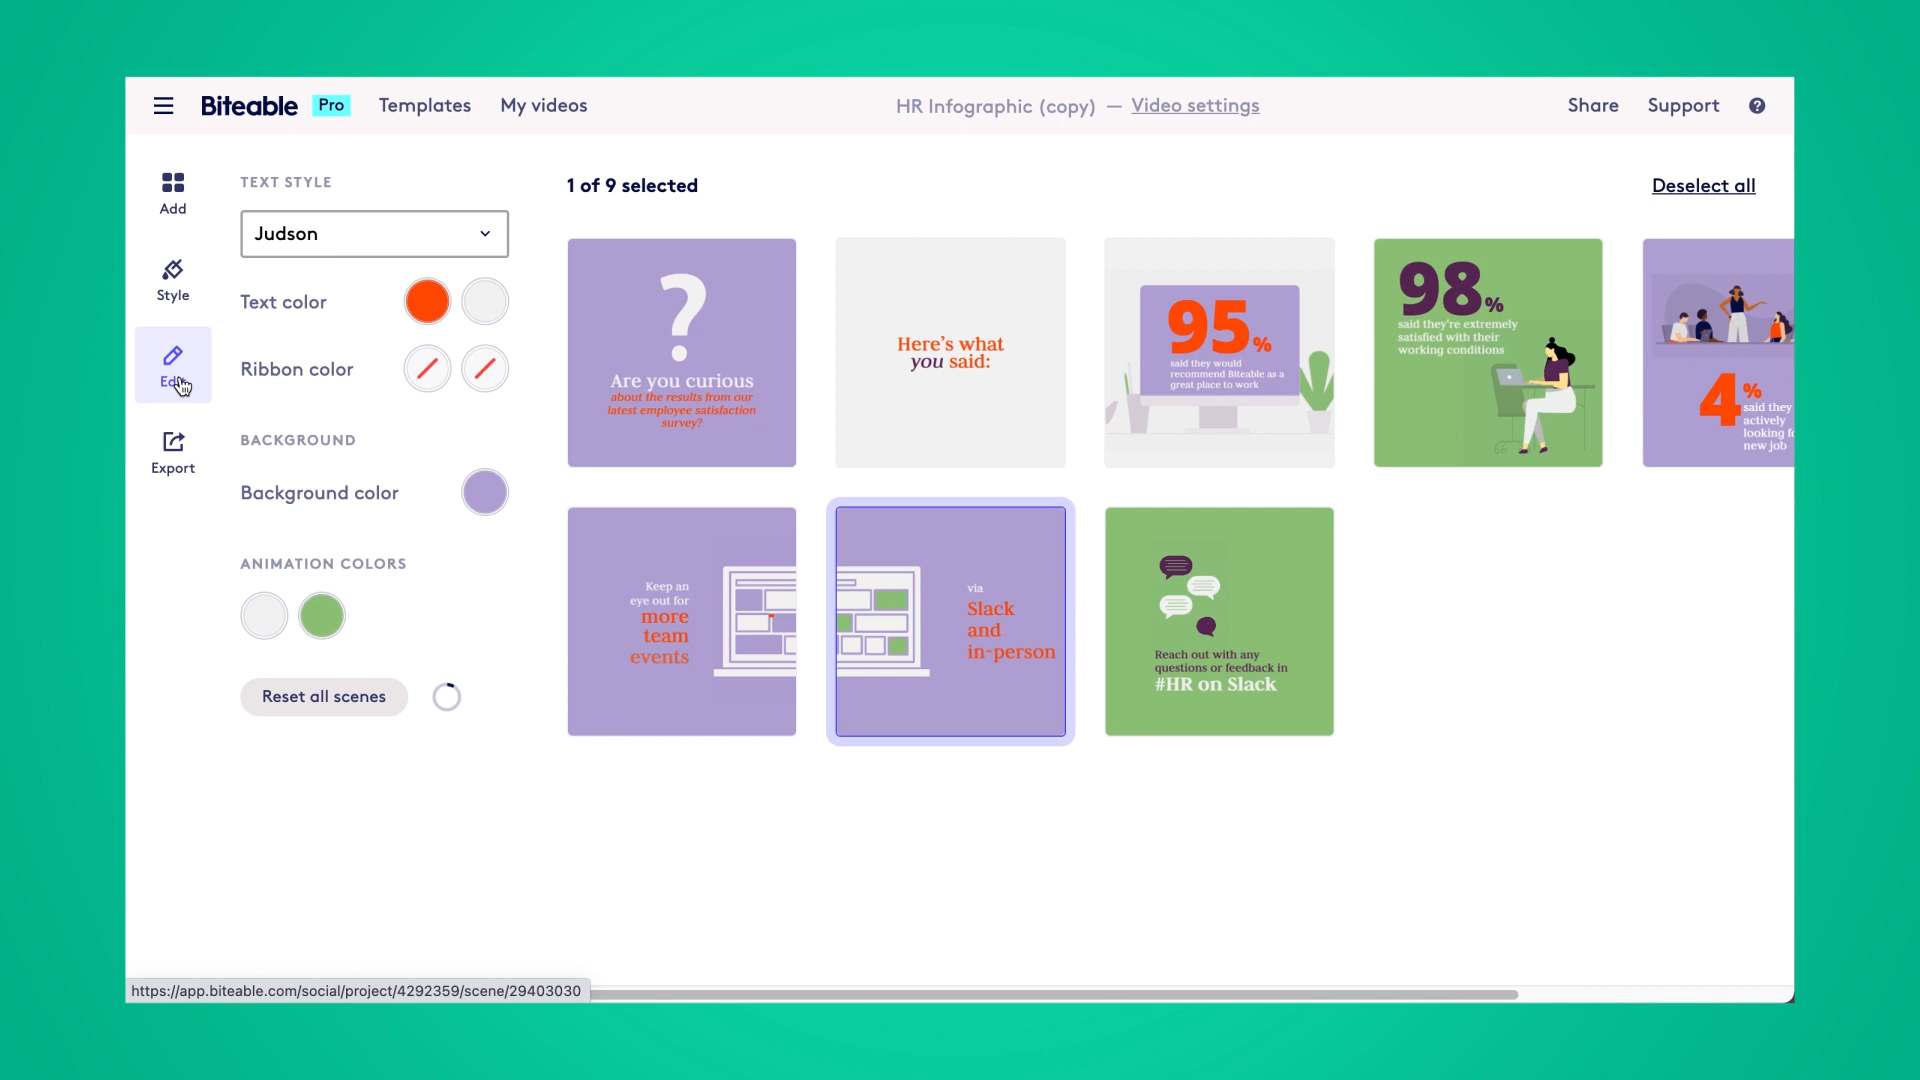 Biteable Pro Templates My videos
HR Infographic (copy) — Video settings
Share Support ?
Add
Style
Export
TEXT STYLE
Judson
Text color
Ribbon color
BACKGROUND
Background color
ANIMATION COLORS
Reset all scenes
1 of 9 selected
Deselect all
?
Are you curious
about the results from our
latest employee satisfaction
survey?
Here's what
you said:
95%
said they would
recommend Biteable as a
great place to work
98%
said they're extremely
satisfied with their
working conditions
4%
said they
actively
looking
new job
Keep an
eye out for
more
team
events
via
Slack
and
in-person
Reach out with any
questions or feedback in
#HR on Slack
https://app.biteable.com/social/project/4292359/scene/29403030